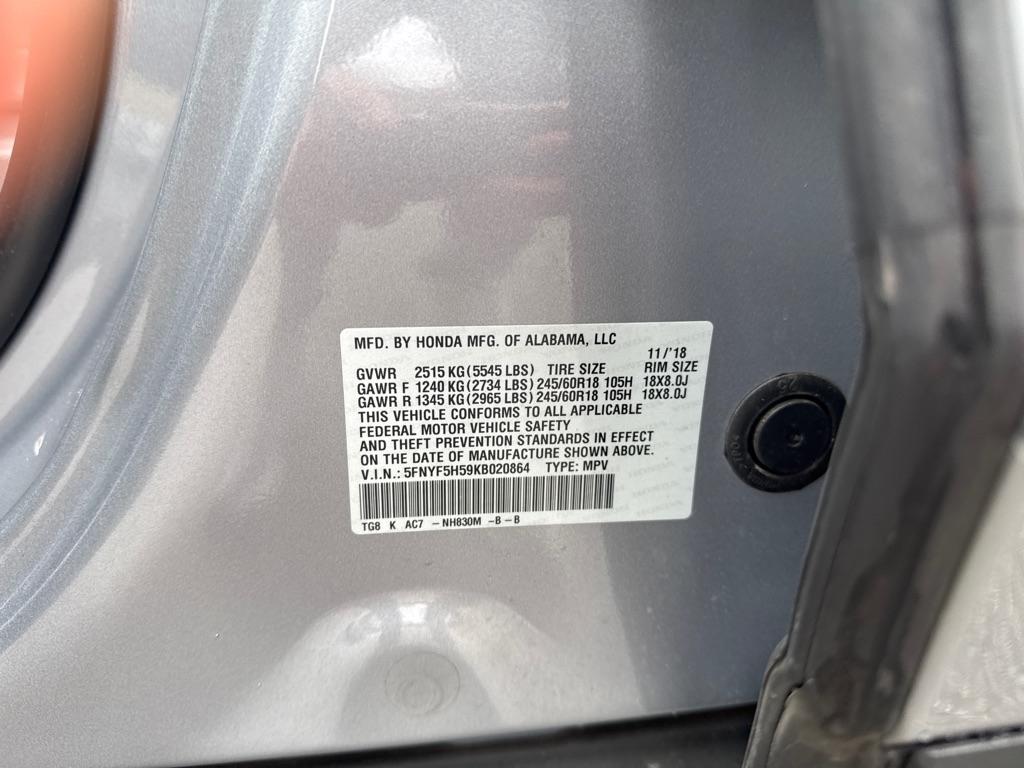 MFD. BY HONDA MFG. OF ALABAMA, LLC
11/'18
GVWR 2515 KG (5545 LBS) TIRE SIZE RIM SIZE
GAWR F 1240 KG (2734 LBS) 245/60R18 105H 18X8.0J
GAWR R 1345 KG (2965 LBS) 245/60R18 105H 18X8.0J
THIS VEHICLE CONFORMS TO ALL APPLICABLE
FEDERAL MOTOR VEHICLE SAFETY
AND THEFT PREVENTION STANDARDS IN EFFECT
ON THE DATE OF MANUFACTURE SHOWN ABOVE.
V.I.N.: 5FNYF5H59KB020864 TYPE: MPV
TG8 K AC7 -NH830M -B-B
25